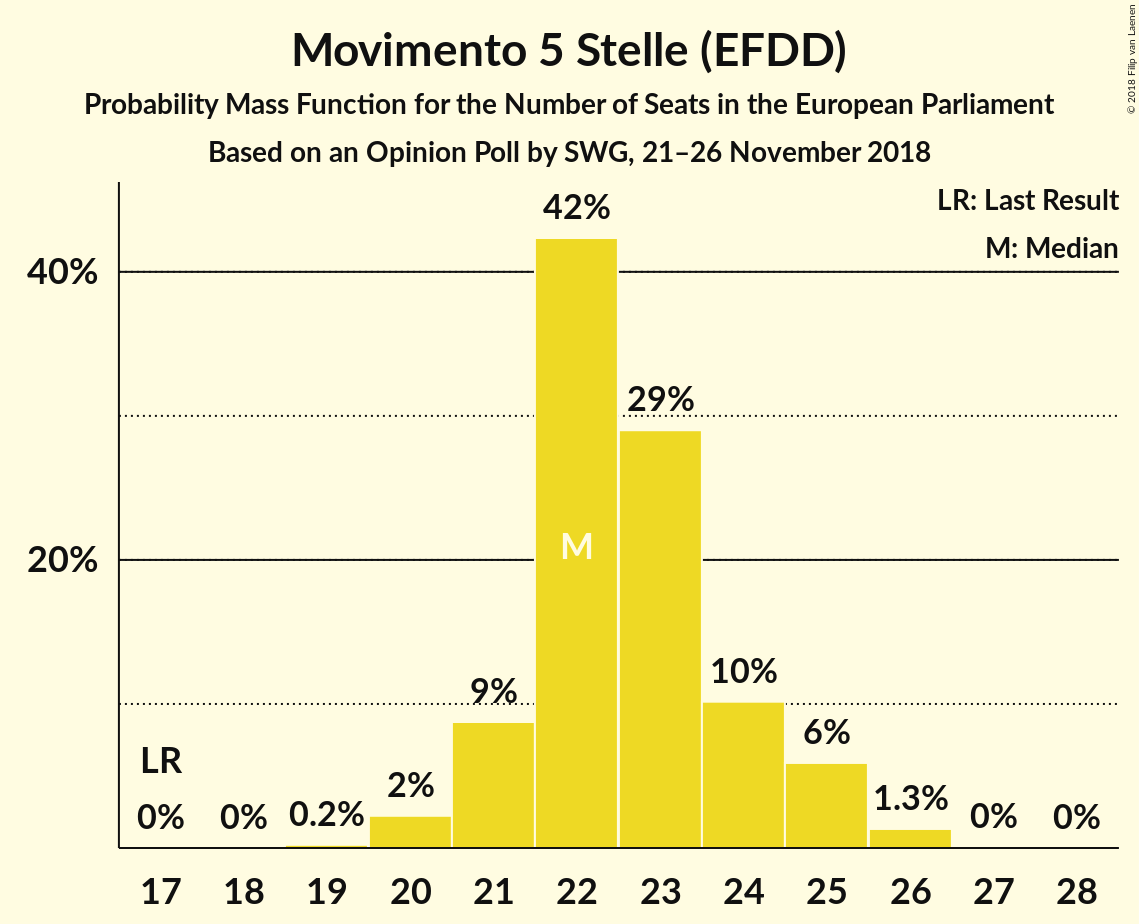 Movimento 5 Stelle (EFDD)
Probability Mass Function for the Number of Seats in the European Parliament
Based on an Opinion Poll by SWG, 21–26 November 2018
© 2018 Filip van Laenen
LR: Last Result
M: Median
42%
40%
29%
M
20%
10%
9%
6%
LR
2%
1.3%
0% 0% 0.2% 0% 0%
17 18 19 20 21 22 23 24 25 26 27 28